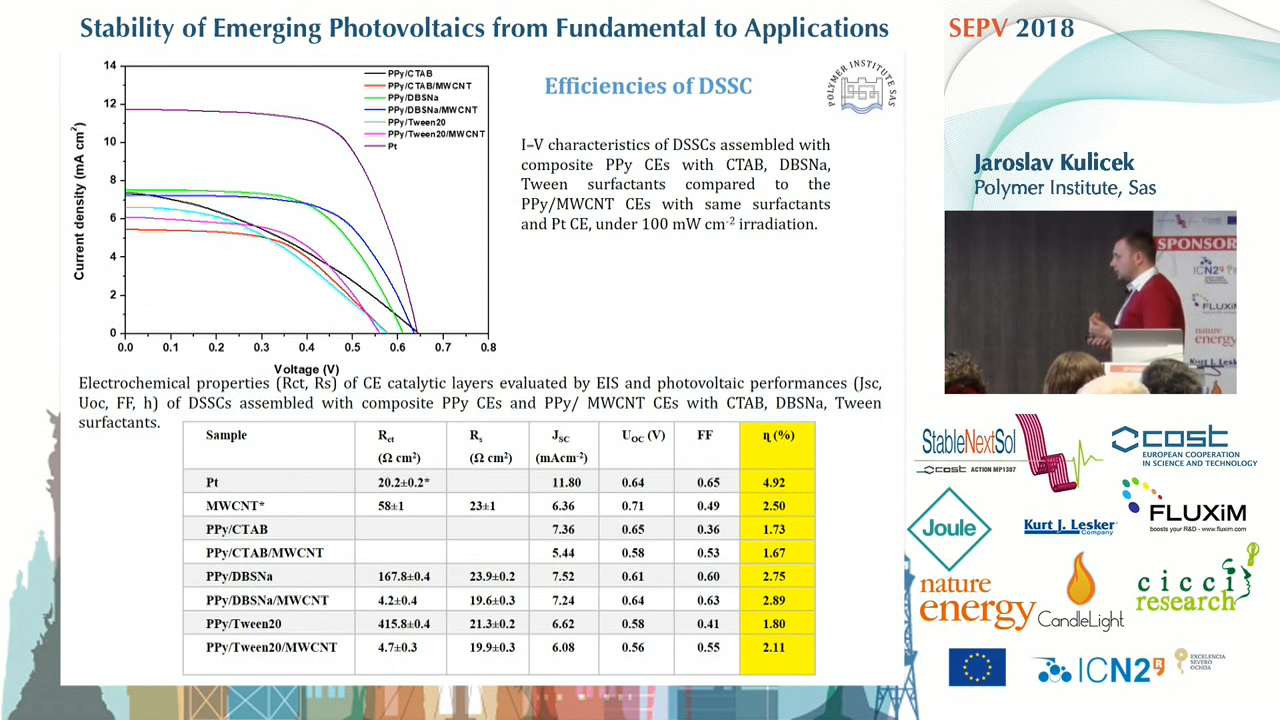 Stability of Emerging Photovoltaics from Fundamental to Applications
SEPV 2018
14
12
10
8
6
4
2
0
0.0 0.1 0.2 0.3 0.4 0.5 0.6 0.7 0.8
Current density (mA cm²)
Voltage (V)
PPy/CTAB
PPy/CTAB/MWCNT
PPy/DBSNa
PPy/DBSNa/MWCNT
PPy/Tween20
PPy/Tween20/MWCNT
Pt
Efficiencies of DSSC
POLYMER INSTITUTE SAS
I–V characteristics of DSSCs assembled with
composite PPy CEs with CTAB, DBSNa,
Tween surfactants compared to the
PPy/MWCNT CEs with same surfactants
and Pt CE, under 100 mW cm⁻² irradiation.
Electrochemical properties (Rct, Rs) of CE catalytic layers evaluated by EIS and photovoltaic performances (Jsc,
Uoc, FF, h) of DSSCs assembled with composite PPy CEs and PPy/ MWCNT CEs with CTAB, DBSNa, Tween
surfactants.
Sample Rct Rs JSC UOC (V) FF η (%)
(Ω cm²) (Ω cm²) (mAcm⁻²)
Pt 20.2±0.2* 11.80 0.64 0.65 4.92
MWCNT* 58±1 23±1 6.36 0.71 0.49 2.50
PPy/CTAB 7.36 0.65 0.36 1.73
PPy/CTAB/MWCNT 5.44 0.58 0.53 1.67
PPy/DBSNa 167.8±0.4 23.9±0.2 7.52 0.61 0.60 2.75
PPy/DBSNa/MWCNT 4.2±0.4 19.6±0.3 7.24 0.64 0.63 2.89
PPy/Tween20 415.8±0.4 21.3±0.2 6.62 0.58 0.41 1.80
PPy/Tween20/MWCNT 4.7±0.3 19.9±0.3 6.08 0.56 0.55 2.11
Jaroslav Kulicek
Polymer Institute, Sas
SPONSOR
ICN2
FLUXiM
nature
energy
Kurt J. Lesk
StableNextSol
cost ACTION MP1307
cost
EUROPEAN COOPERATION
IN SCIENCE AND TECHNOLOGY
Joule
Kurt J. Lesker
Company
FLUXiM
boosts your R&D - www.fluxim.com
nature
energy
CandleLight
cicci
research
ICN2
EXCELENCIA
SEVERO
OCHOA